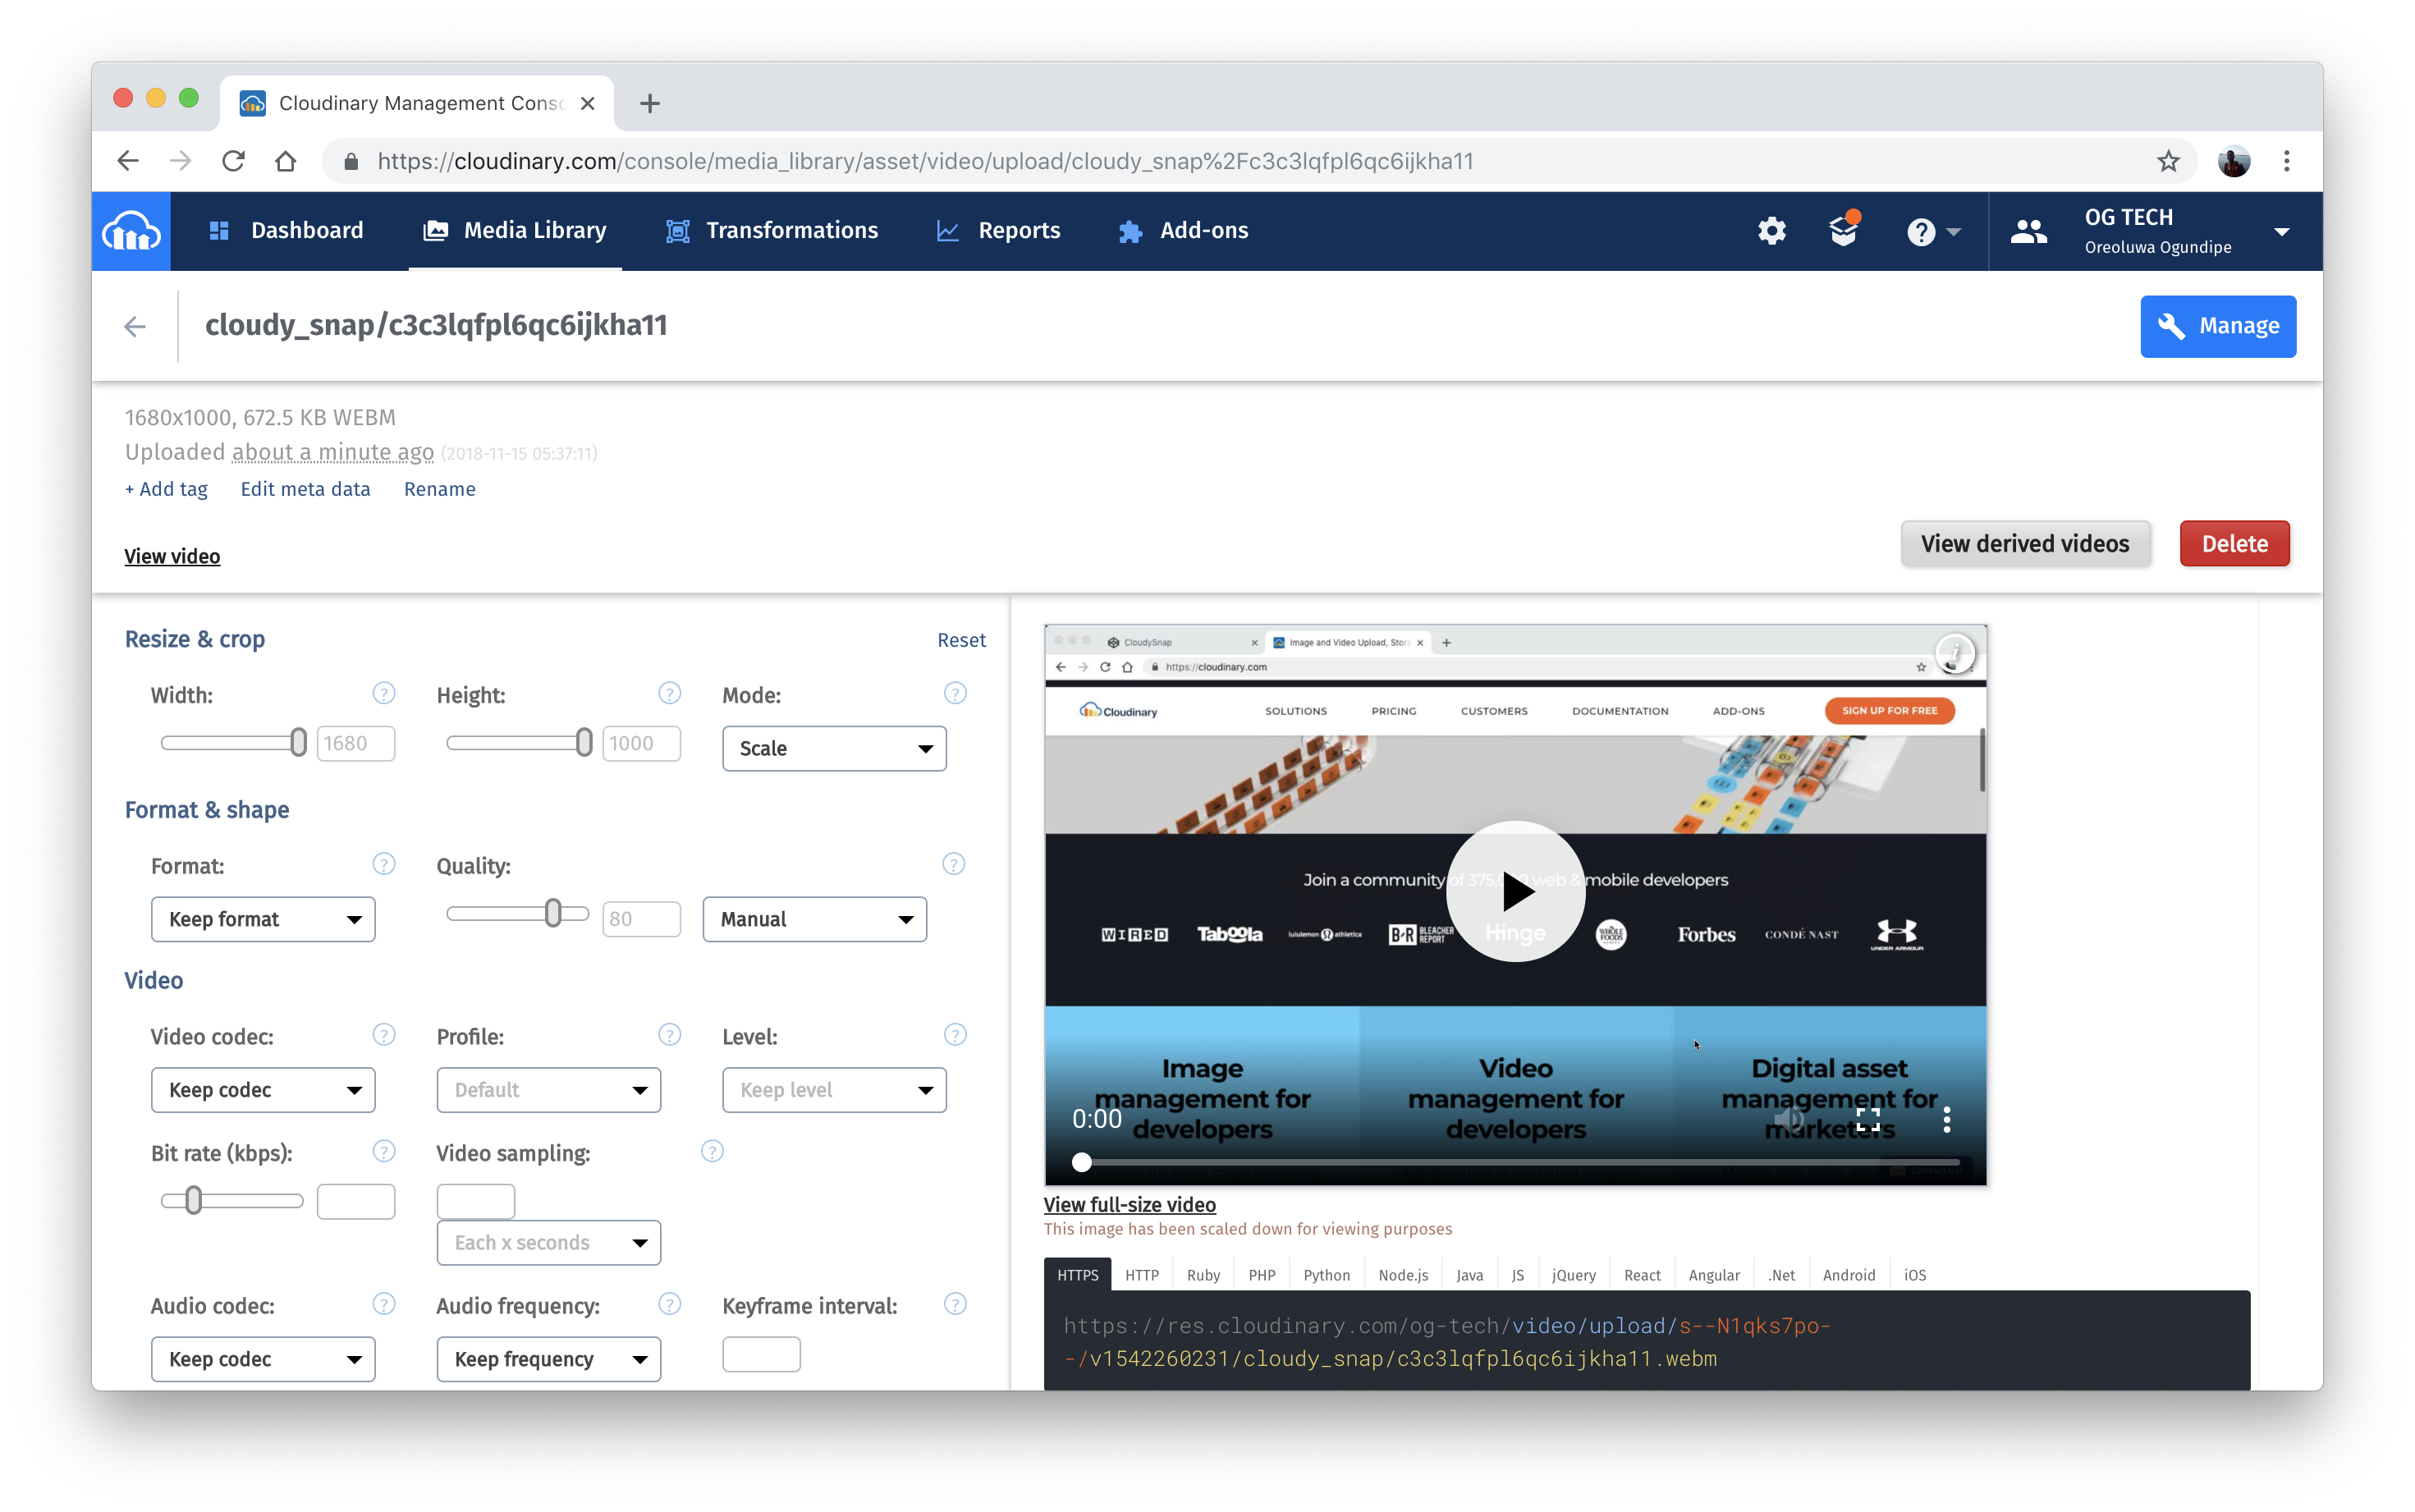 Cloudinary Management Conso
https://cloudinary.com/console/media_library/asset/video/upload/cloudy_snap%2Fc3c3lqfpl6qc6ijkha11
Dashboard
Media Library
Transformations
Reports
Add-ons
OG TECH
Oreoluwa Ogundipe
cloudy_snap/c3c3lqfpl6qc6ijkha11
Manage
1680x1000, 672.5 KB WEBM
Uploaded about a minute ago (2018-11-15 05:37:11)
+ Add tag
Edit meta data
Rename
View video
View derived videos
Delete
Resize & crop
Reset
Width:
Height:
Mode:
1680
1000
Scale
Format & shape
Format:
Quality:
Keep format
80
Manual
Video
Video codec:
Profile:
Level:
Keep codec
Default
Keep level
Bit rate (kbps):
Video sampling:
Each x seconds
Audio codec:
Audio frequency:
Keyframe interval:
Keep codec
Keep frequency
CloudySnap
Image and Video Upload, Stor
https://cloudinary.com
Cloudinary
SOLUTIONS
PRICING
CUSTOMERS
DOCUMENTATION
ADD-ONS
SIGN UP FOR FREE
Join a community of 375, web & mobile developers
WIRED
Taboola
lululemon athletica
B/R BLEACHER REPORT
Hinge
WHOLE FOODS
Forbes
CONDÉ NAST
UNDER ARMOUR
Image
management for
developers
Video
management for
developers
Digital asset
management for
marketers
0:00
View full-size video
This image has been scaled down for viewing purposes
HTTPS
HTTP
Ruby
PHP
Python
Node.js
Java
JS
jQuery
React
Angular
.Net
Android
iOS
https://res.cloudinary.com/og-tech/video/upload/s--N1qks7po-
-/v1542260231/cloudy_snap/c3c3lqfpl6qc6ijkha11.webm